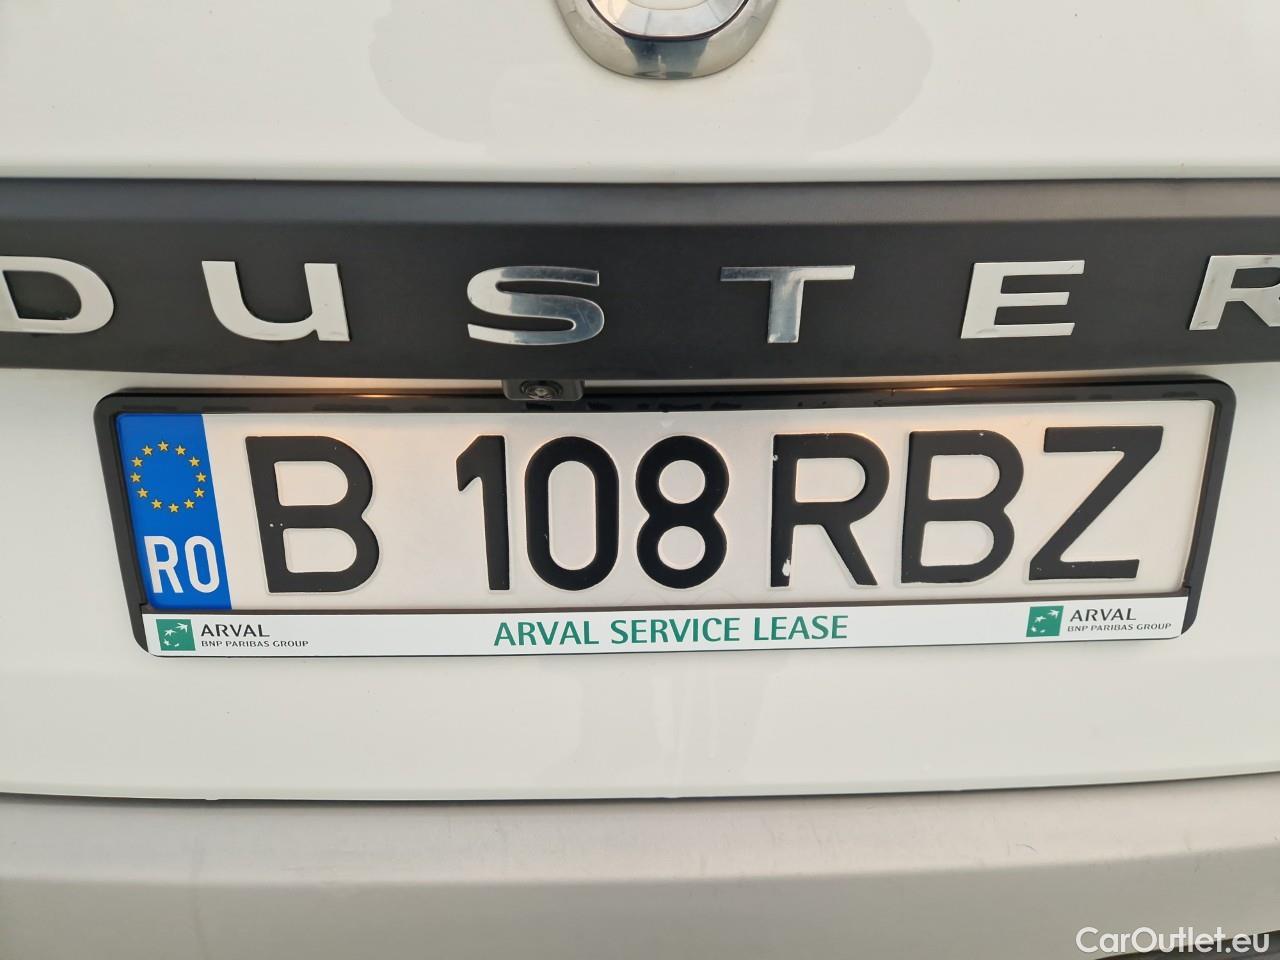 DUSTER
RO B 108 RBZ
ARVAL BNP PARIBAS GROUP
ARVAL SERVICE LEASE
ARVAL BNP PARIBAS GROUP
CarOutlet.eu